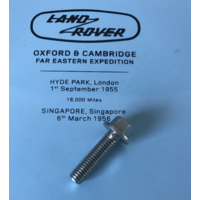 LAND
ROVER
OXFORD & CAMBRIDGE
FAR EASTERN EXPEDITION
HYDE PARK, London
1st September 1955
18,000 Miles
SINGAPORE, Singapore
6th March 1956